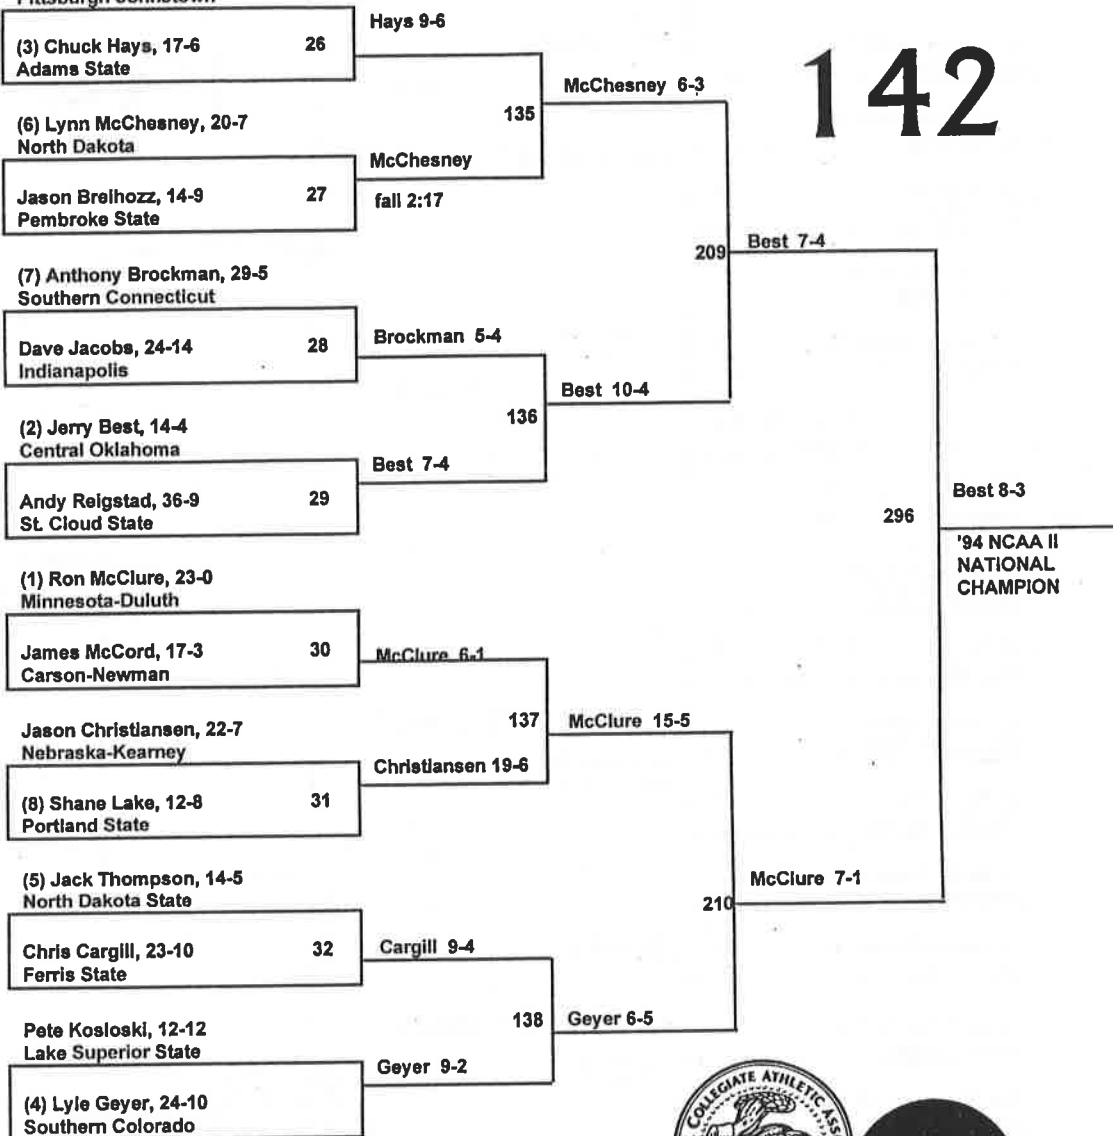 Hays 9-6
(3) Chuck Hays, 17-6 26
Adams State
McChesney 6-3
142
135
(6) Lynn McChesney, 20-7
North Dakota
McChesney
Jason Breihozz, 14-9 27
fall 2:17
Pembroke State
209 Best 7-4
(7) Anthony Brockman, 29-5
Southern Connecticut
Brockman 5-4
Dave Jacobs, 24-14 28
Indianapolis
Best 10-4
136
(2) Jerry Best, 14-4
Central Oklahoma
Best 7-4
Andy Reigstad, 36-9 29
St. Cloud State
Best 8-3
296
'94 NCAA II
NATIONAL
CHAMPION
(1) Ron McClure, 23-0
Minnesota-Duluth
James McCord, 17-3 30
McClure 6-1
Carson-Newman
137 McClure 15-5
Jason Christiansen, 22-7
Nebraska-Kearney
Christiansen 19-6
(8) Shane Lake, 12-8 31
Portland State
McClure 7-1
(5) Jack Thompson, 14-5
North Dakota State
210
Chris Cargill, 23-10 32
Cargill 9-4
Ferris State
138 Geyer 6-5
Pete Kosloski, 12-12
Lake Superior State
Geyer 9-2
(4) Lyle Geyer, 24-10
Southern Colorado
COLLEGIATE ATHLETIC